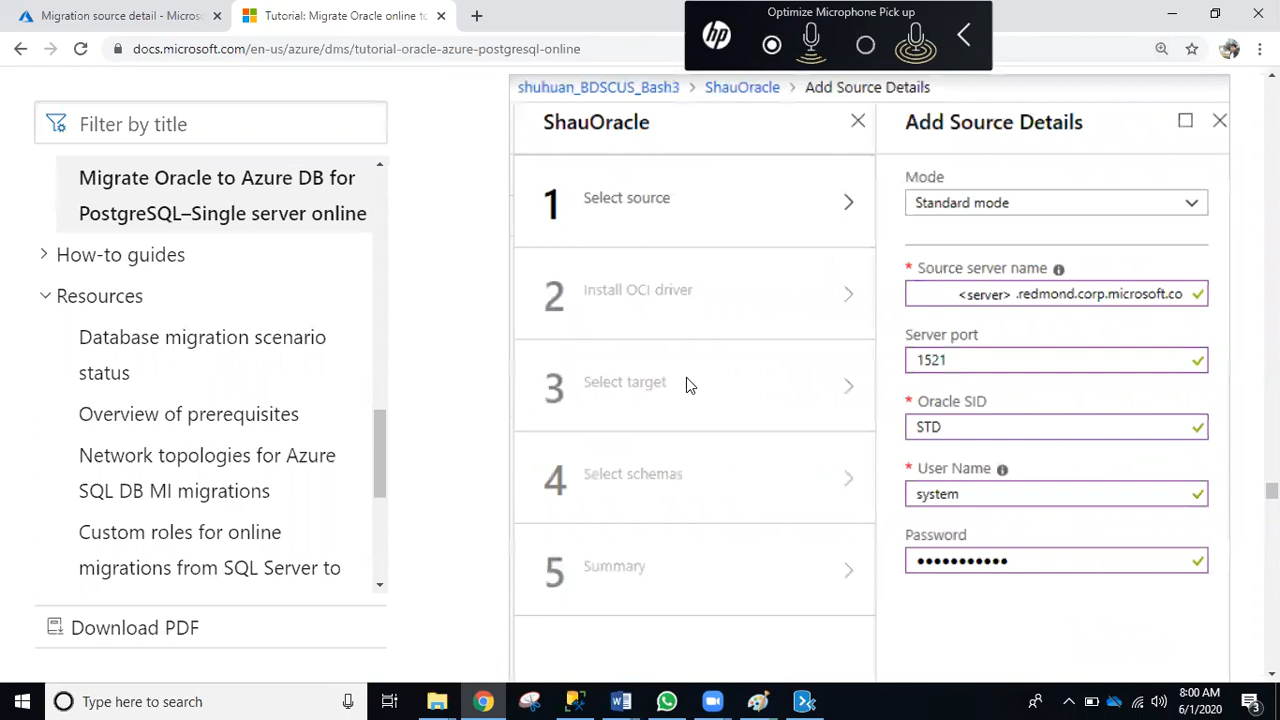 Migration source detail - Micros
Tutorial: Migrate Oracle online to
docs.microsoft.com/en-us/azure/dms/tutorial-oracle-azure-postgresql-online
Optimize Microphone Pick up
hp
Filter by title
Migrate Oracle to Azure DB for
PostgreSQL–Single server online
How-to guides
Resources
Database migration scenario
status
Overview of prerequisites
Network topologies for Azure
SQL DB MI migrations
Custom roles for online
migrations from SQL Server to
Download PDF
shuhuan_BDSCUS_Bash3 > ShauOracle > Add Source Details
ShauOracle
1 Select source
2 Install OCI driver
3 Select target
4 Select schemas
5 Summary
Add Source Details
Mode
Standard mode
* Source server name
<server> .redmond.corp.microsoft.co
Server port
1521
* Oracle SID
STD
* User Name
system
Password
•••••••••••
Type here to search
8:00 AM
6/1/2020
3